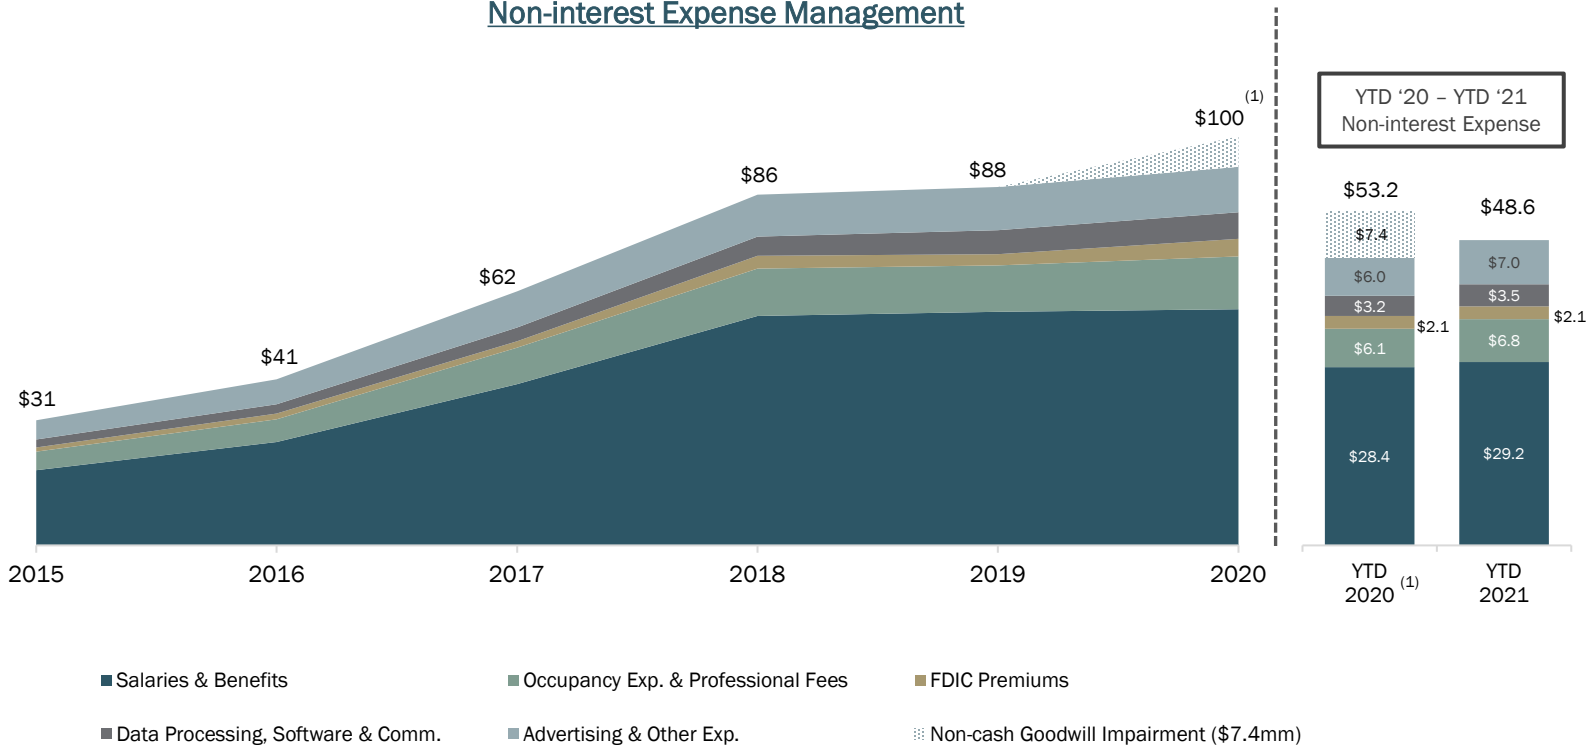 Non-interest Expense Management
$31
$41
$62
$86
$88
$100 (1)
2015
2016
2017
2018
2019
2020
YTD ‘20 – YTD ‘21
Non-interest Expense
$53.2
$7.4
$6.0
$3.2
$2.1
$6.1
$28.4
$48.6
$7.0
$3.5
$2.1
$6.8
$29.2
YTD
2020 (1)
YTD
2021
Salaries & Benefits
Occupancy Exp. & Professional Fees
FDIC Premiums
Data Processing, Software & Comm.
Advertising & Other Exp.
Non-cash Goodwill Impairment ($7.4mm)